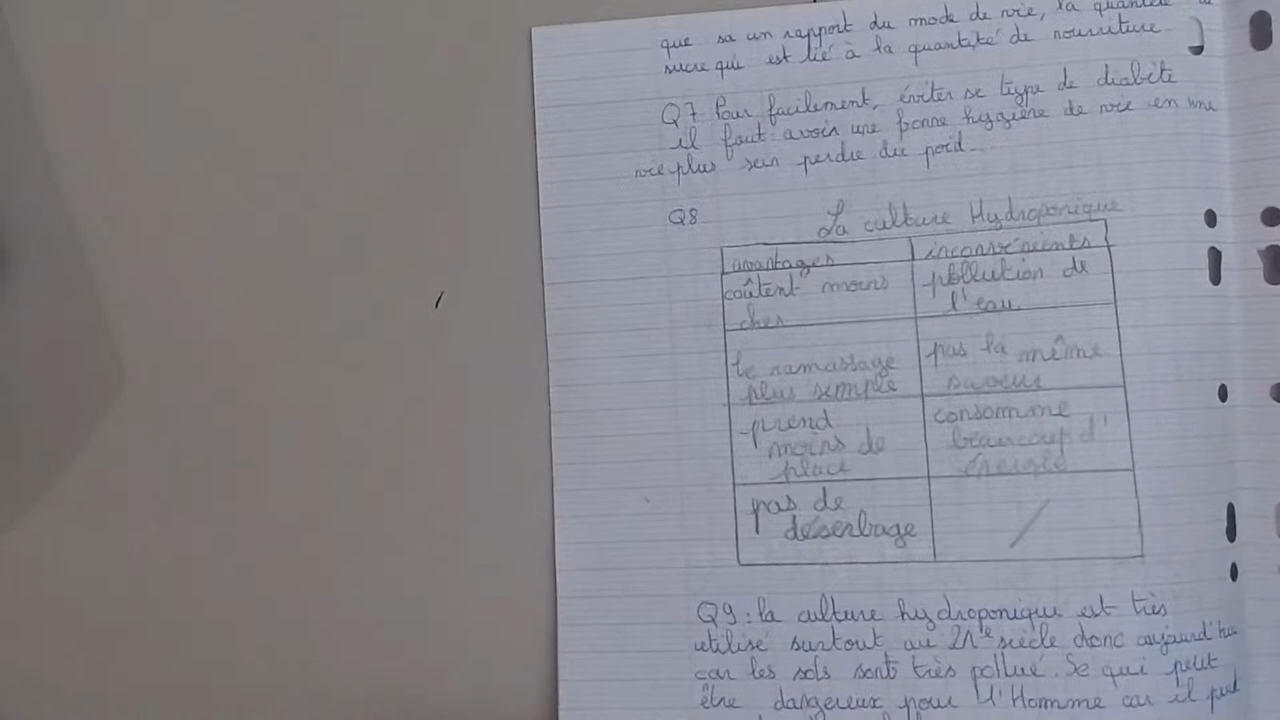 que sa un rapport du mode de vie, la quantité
sucre qui est lié à la quantité de nourriture
Q7 Pour facilement, éviter se type de diabète
il faut avoir une bonne hygiène de vie en une
vie plus sein perdre du poid.
Q8 La culture Hydroponique
avantages inconvénients
coûtent moins cher
pollution de l'eau
le ramassage plus simple
pas la même saveur
-prend moins de place
consomme beaucoup d'énergie
pas de déserbage
/
Q9 : la culture hydroponique est très
utilisé surtout au 21e siècle donc aujourd'hui
car les sols sont très pollué. Se qui peut
être dangereux pour l'Homme car il peut